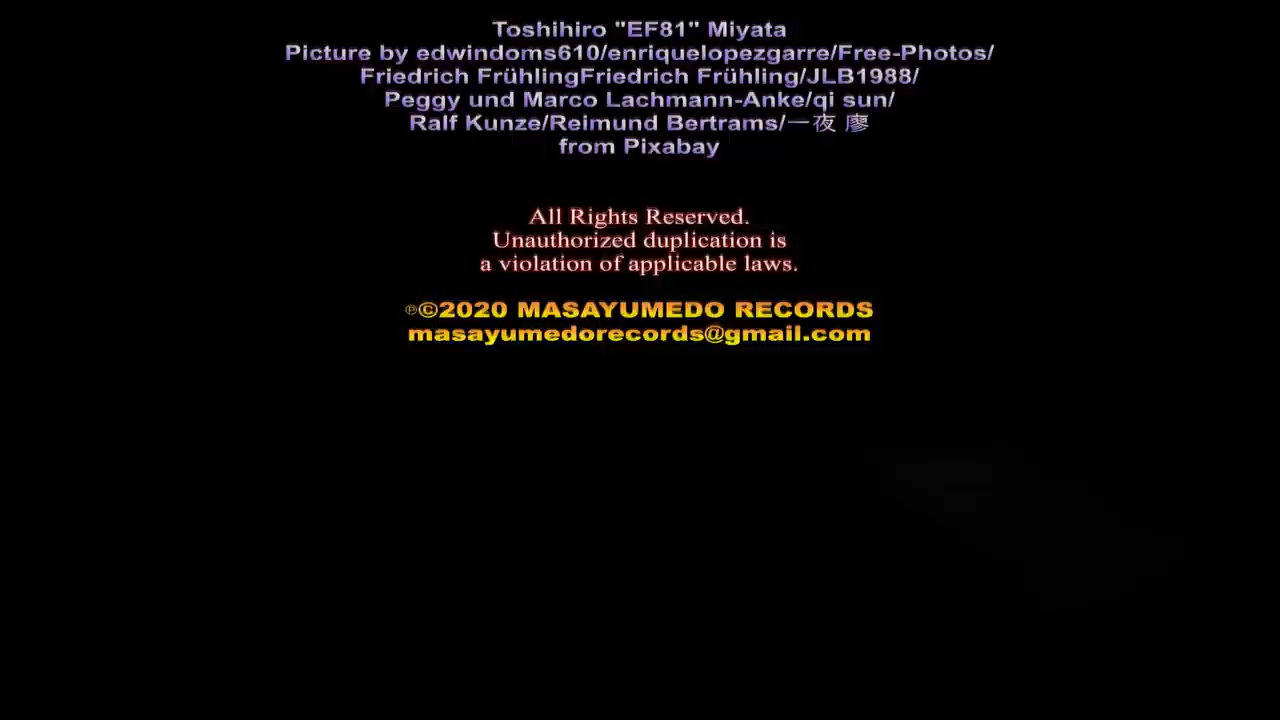 Toshihiro "EF81" Miyata
Picture by edwindoms610/enriquelopezgarre/Free-Photos/
Friedrich FrühlingFriedrich Frühling/JLB1988/
Peggy und Marco Lachmann-Anke/qi sun/
Ralf Kunze/Reimund Bertrams/一夜 廖
from Pixabay
All Rights Reserved.
Unauthorized duplication is
a violation of applicable laws.
℗©2020 MASAYUMEDO RECORDS
masayumedorecords@gmail.com